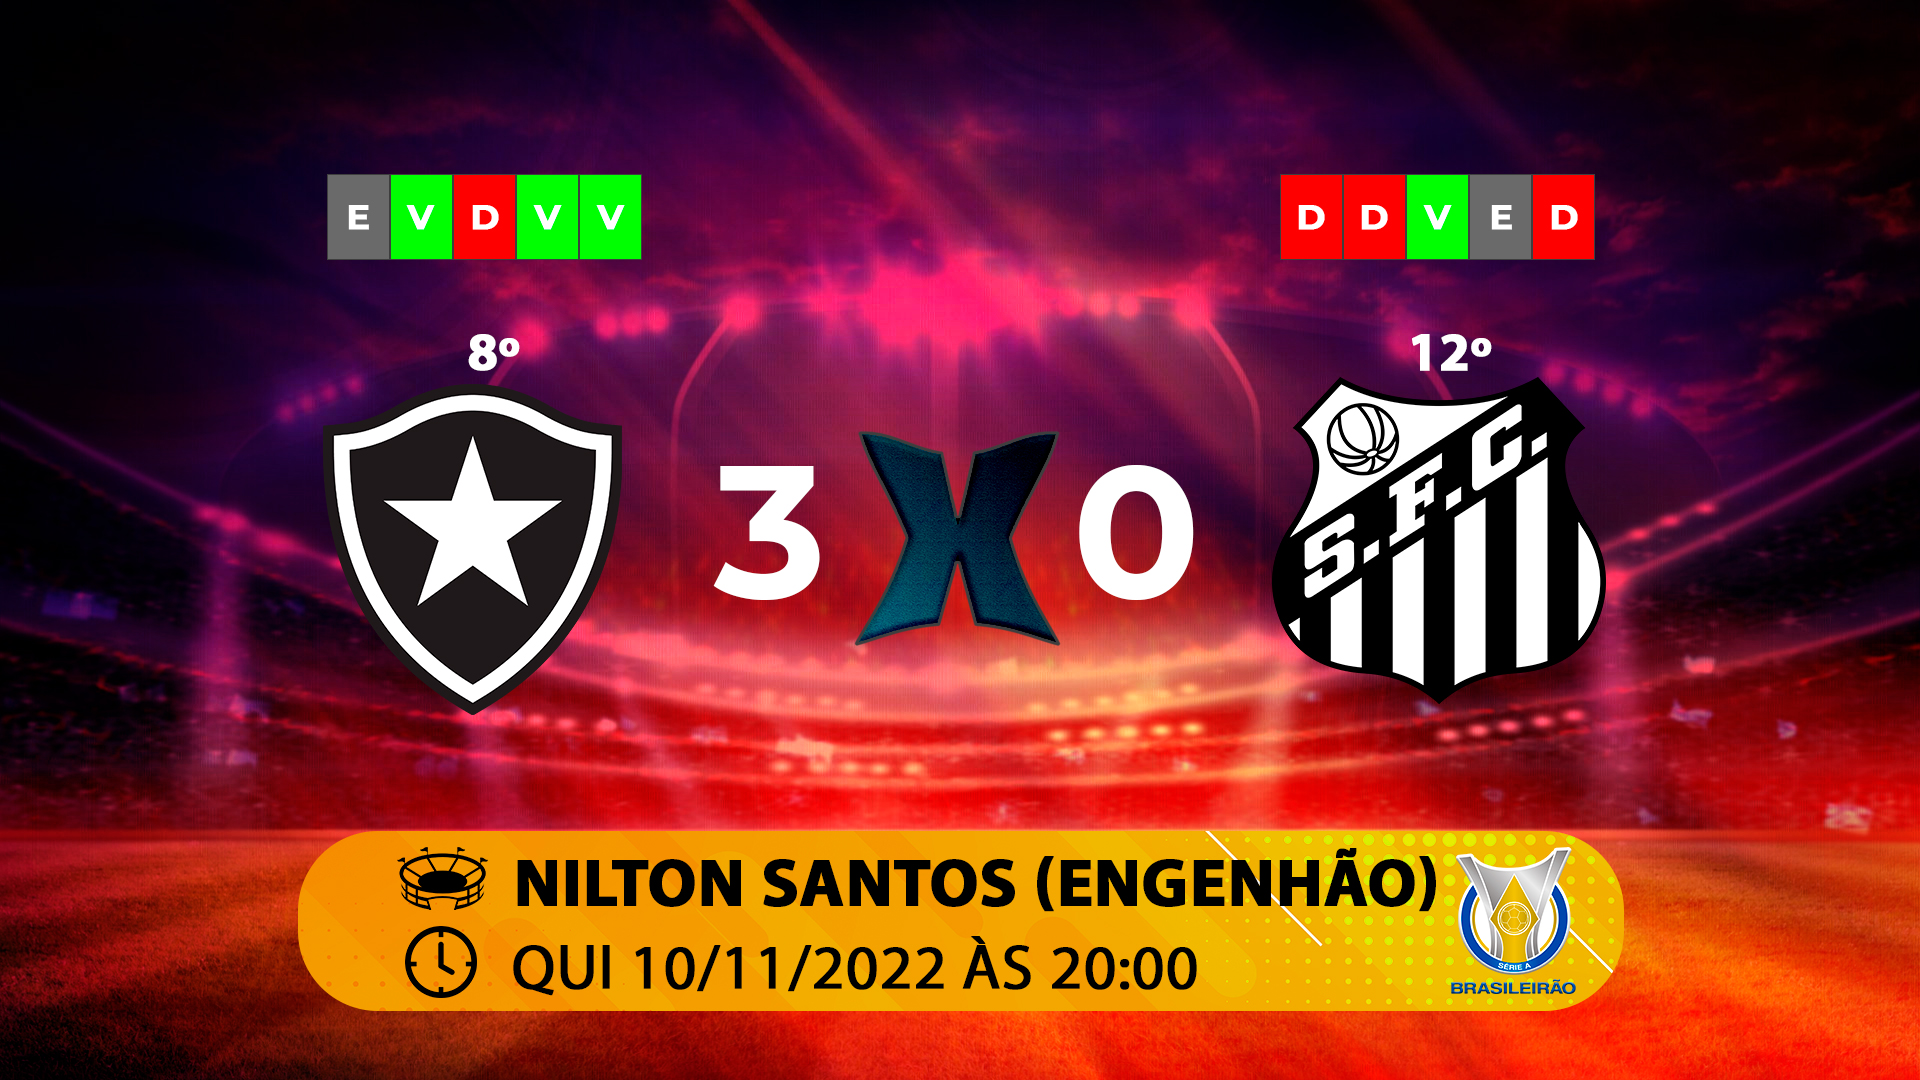 E V D V V
D D V E D
8º
12º
3 X 0
S.F.C.
NILTON SANTOS (ENGENHÃO)
QUI 10/11/2022 ÀS 20:00
SÉRIE A
BRASILEIRÃO